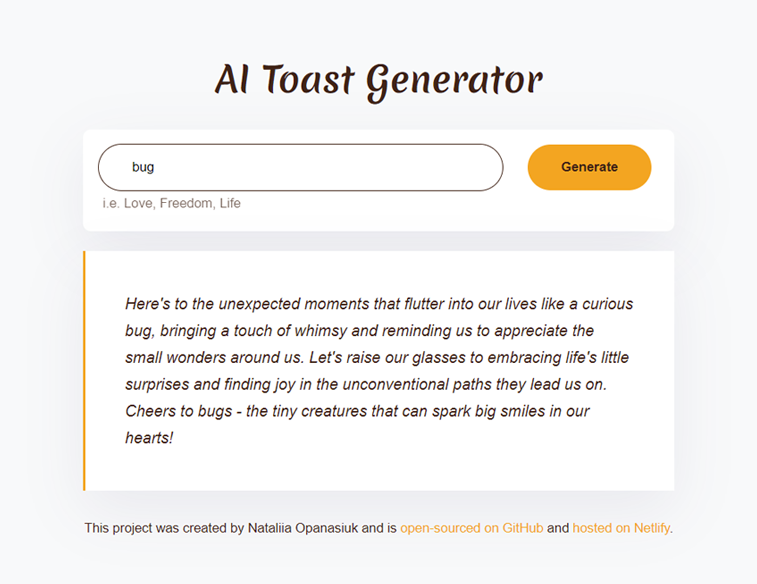 AI Toast Generator
bug
Generate
i.e. Love, Freedom, Life
Here's to the unexpected moments that flutter into our lives like a curious
bug, bringing a touch of whimsy and reminding us to appreciate the
small wonders around us. Let's raise our glasses to embracing life's little
surprises and finding joy in the unconventional paths they lead us on.
Cheers to bugs - the tiny creatures that can spark big smiles in our
hearts!
This project was created by Nataliia Opanasiuk and is open-sourced on GitHub and hosted on Netlify.